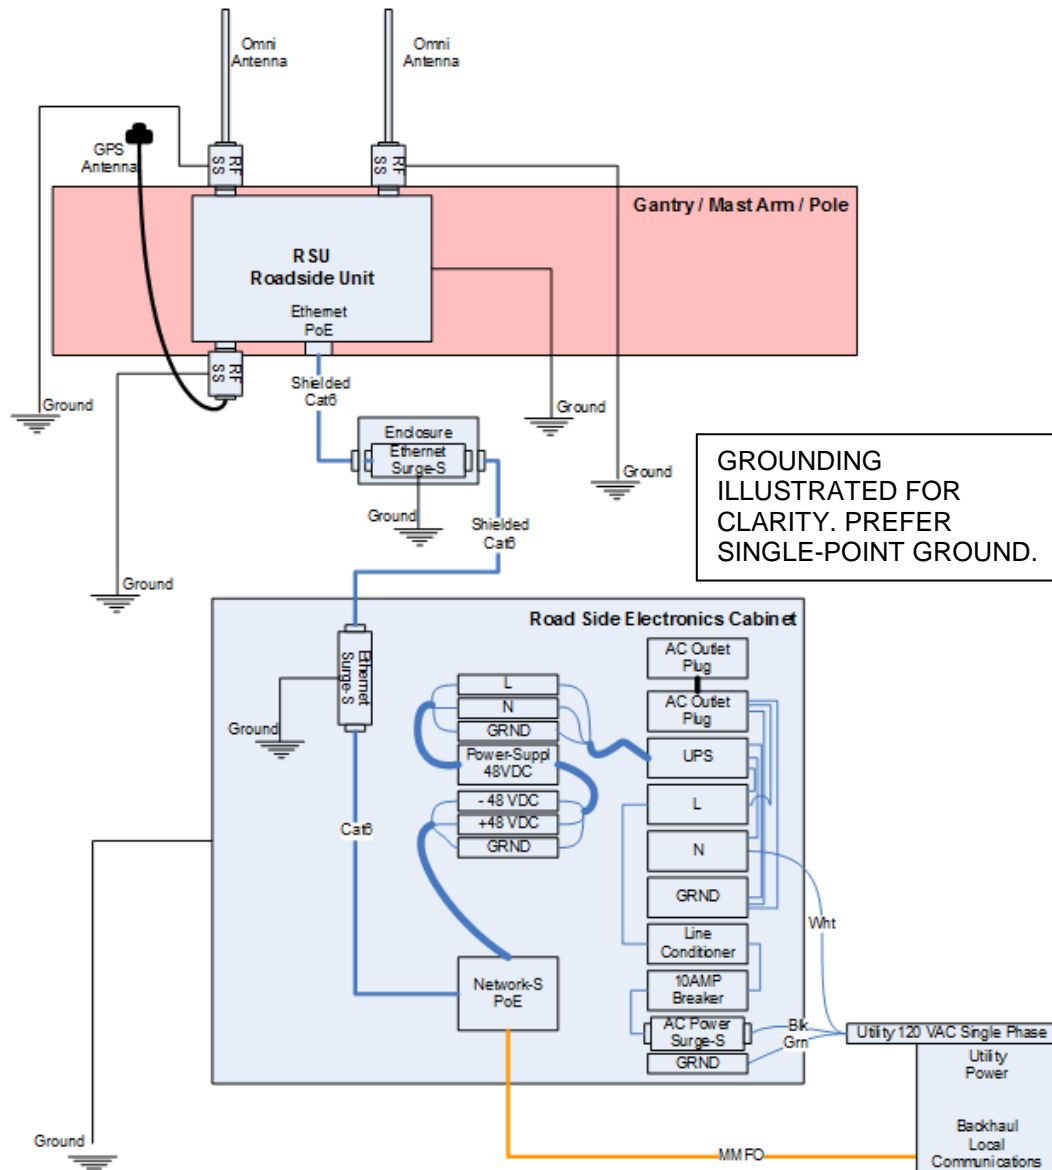 Omni
Antenna
Omni
Antenna
GPS
Antenna
RF
SS
RF
SS
Gantry / Mast Arm / Pole
RSU
Roadside Unit
Ethernet
PoE
RF
SS
Shielded
Cat6
Ground
Ground
Enclosure
Ethernet
Surge-S
Ground
Ground
Shielded
Cat6
GROUNDING
ILLUSTRATED FOR
CLARITY. PREFER
SINGLE-POINT GROUND.
Ground
Road Side Electronics Cabinet
Ethernet
Surge-S
Ground
L
N
GRND
Power-Suppl
48VDC
- 48 VDC
+48 VDC
GRND
AC Outlet
Plug
AC Outlet
Plug
UPS
L
N
GRND
Line
Conditioner
10AMP
Breaker
AC Power
Surge-S
GRND
Cat6
Wht
Blk
Grn
Network-S
PoE
Utility 120 VAC Single Phase
Utility
Power
Backhaul
Local
Communications
Ground
MMFO